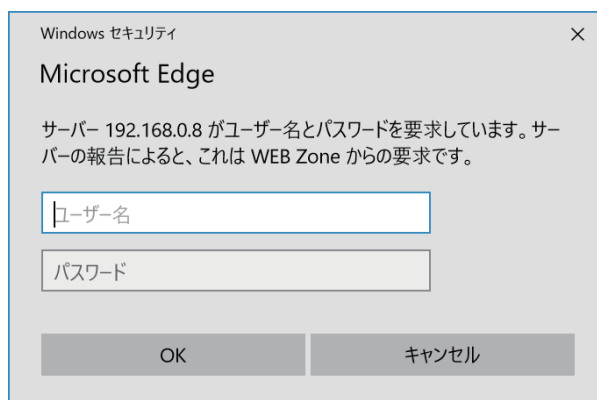 Windows セキュリティ
Microsoft Edge
サーバー 192.168.0.8 がユーザー名とパスワードを要求しています。サー
バーの報告によると、これは WEB Zone からの要求です。
ユーザー名
パスワード
OK キャンセル